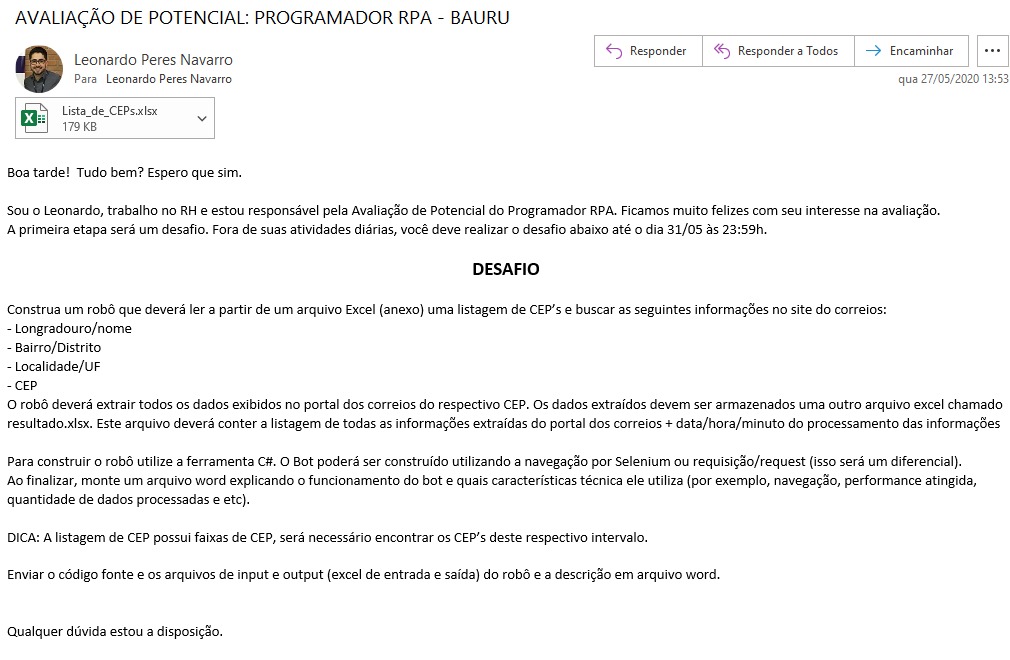 AVALIAÇÃO DE POTENCIAL: PROGRAMADOR RPA - BAURU
Leonardo Peres Navarro
Para Leonardo Peres Navarro
Responder
Responder a Todos
Encaminhar
qua 27/05/2020 13:53
Lista_de_CEPs.xlsx
179 KB
Boa tarde!  Tudo bem? Espero que sim.
Sou o Leonardo, trabalho no RH e estou responsável pela Avaliação de Potencial do Programador RPA. Ficamos muito felizes com seu interesse na avaliação.
A primeira etapa será um desafio. Fora de suas atividades diárias, você deve realizar o desafio abaixo até o dia 31/05 às 23:59h.
DESAFIO
Construa um robô que deverá ler a partir de um arquivo Excel (anexo) uma listagem de CEP’s e buscar as seguintes informações no site do correios:
- Longradouro/nome
- Bairro/Distrito
- Localidade/UF
- CEP
O robô deverá extrair todos os dados exibidos no portal dos correios do respectivo CEP. Os dados extraídos devem ser armazenados uma outro arquivo excel chamado
resultado.xlsx. Este arquivo deverá conter a listagem de todas as informações extraídas do portal dos correios + data/hora/minuto do processamento das informações
Para construir o robô utilize a ferramenta C#. O Bot poderá ser construído utilizando a navegação por Selenium ou requisição/request (isso será um diferencial).
Ao finalizar, monte um arquivo word explicando o funcionamento do bot e quais características técnica ele utiliza (por exemplo, navegação, performance atingida,
quantidade de dados processadas e etc).
DICA: A listagem de CEP possui faixas de CEP, será necessário encontrar os CEP’s deste respectivo intervalo.
Enviar o código fonte e os arquivos de input e output (excel de entrada e saída) do robô e a descrição em arquivo word.
Qualquer dúvida estou a disposição.